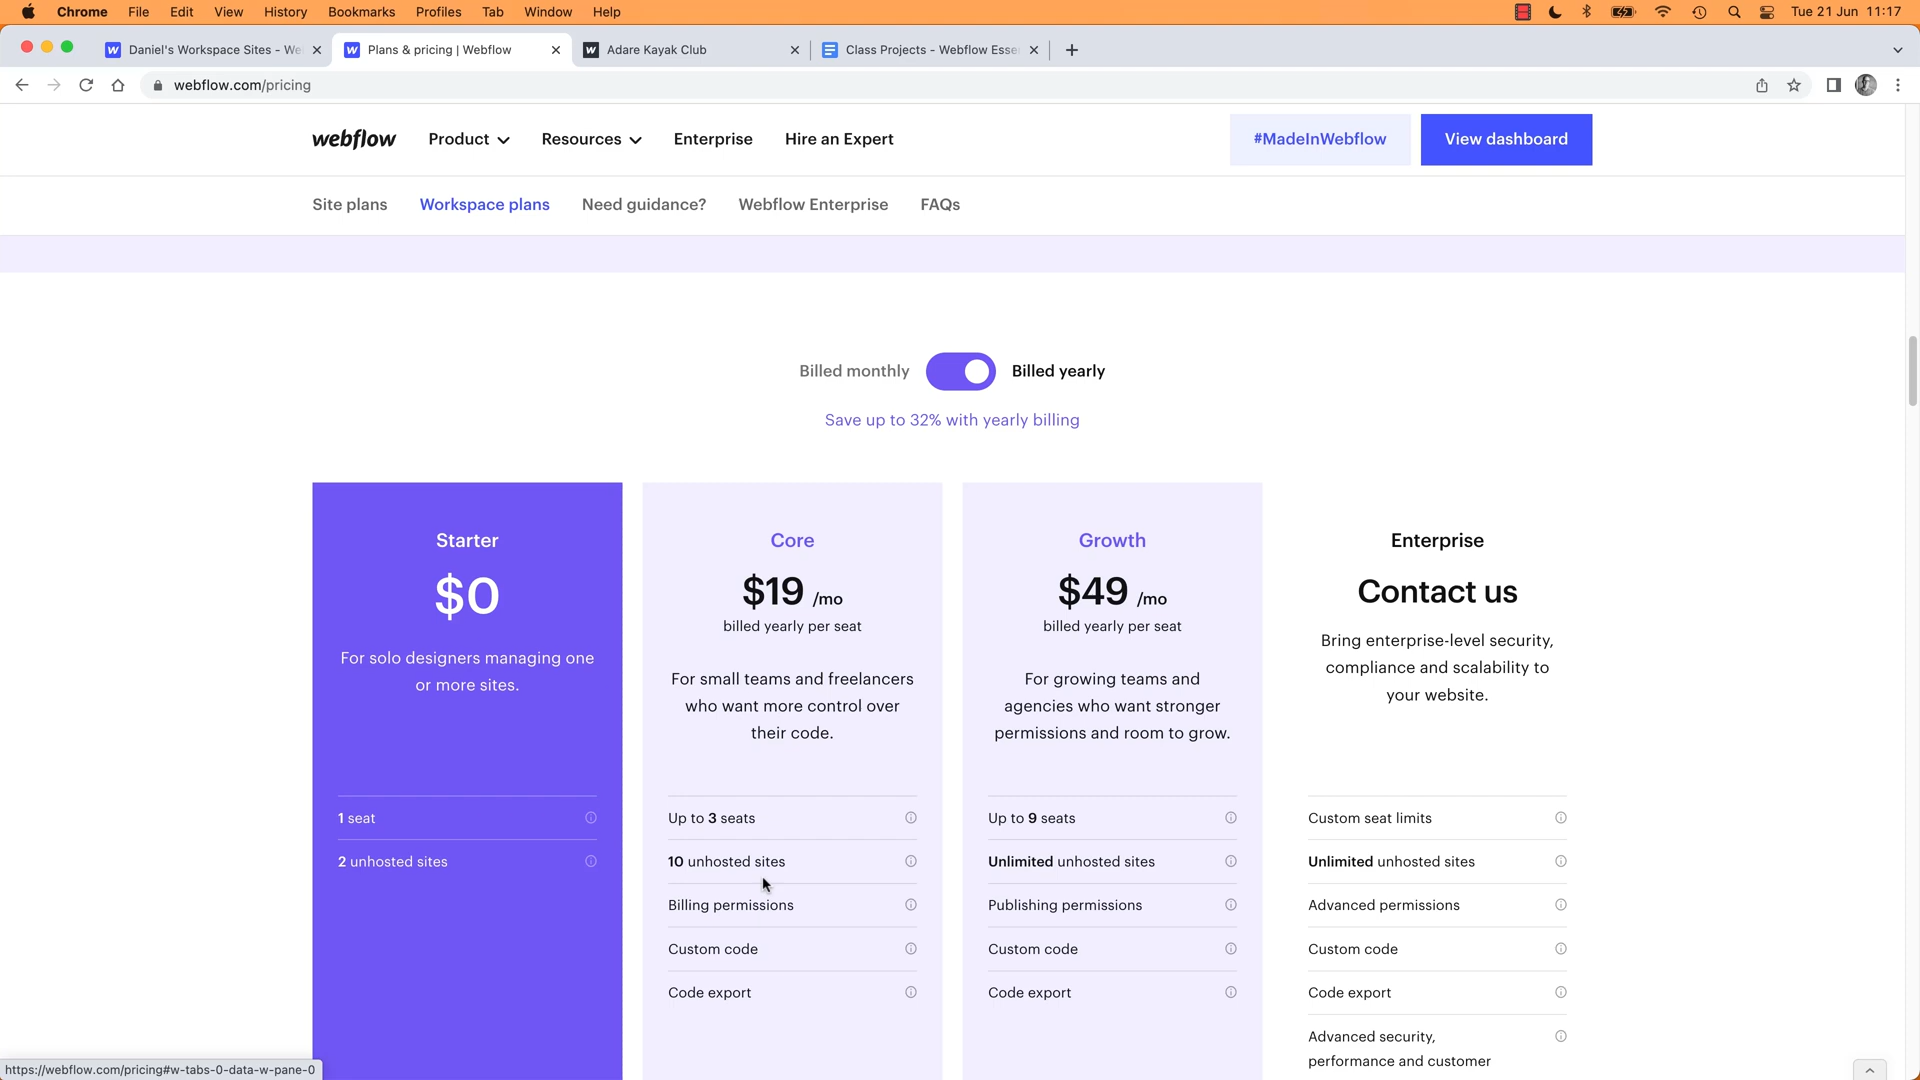 Chrome File Edit View History Bookmarks Profiles Tab Window Help Tue 21 Jun 11:17
Daniel's Workspace Sites - We Plans & pricing | Webflow Adare Kayak Club Class Projects - Webflow Esse
webflow.com/pricing
webflow Product Resources Enterprise Hire an Expert #MadeInWebflow View dashboard
Site plans Workspace plans Need guidance? Webflow Enterprise FAQs
Billed monthly Billed yearly
Save up to 32% with yearly billing
Starter
$0
For solo designers managing one
or more sites.
1 seat
2 unhosted sites
Core
$19 /mo
billed yearly per seat
For small teams and freelancers
who want more control over
their code.
Up to 3 seats
10 unhosted sites
Billing permissions
Custom code
Code export
Growth
$49 /mo
billed yearly per seat
For growing teams and
agencies who want stronger
permissions and room to grow.
Up to 9 seats
Unlimited unhosted sites
Publishing permissions
Custom code
Code export
Enterprise
Contact us
Bring enterprise-level security,
compliance and scalability to
your website.
Custom seat limits
Unlimited unhosted sites
Advanced permissions
Custom code
Code export
Advanced security,
performance and customer
https://webflow.com/pricing#w-tabs-0-data-w-pane-0